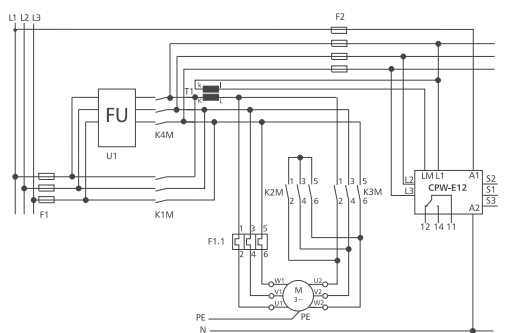 L1 L2 L3
F2
k l
T1
K L
FU
U1
K4M
F1
K1M
K2M
1 3 5
2 4 6
1 3 5
2 4 6
K3M
L2
L3
LM L1 A1
CPW-E12
12 14 11
A2
S2
S1
S3
F1.1
1 3 5
2 4 6
W1
V1
U1
M
3~
U2
V2
W2
PE
PE
N